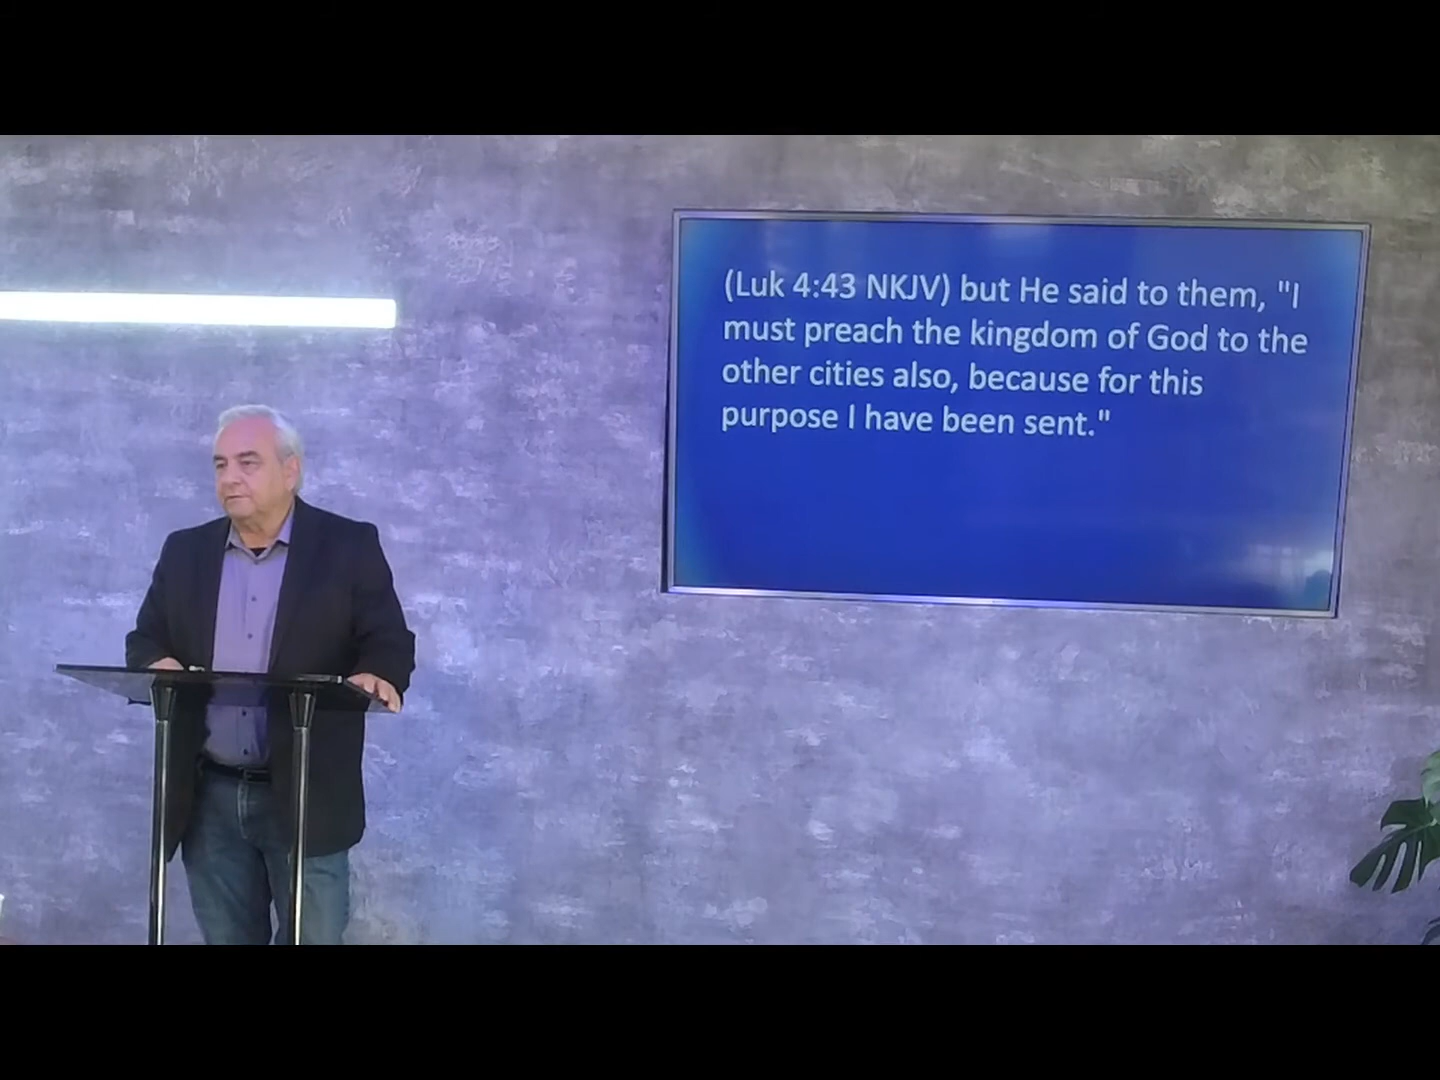 (Luk 4:43 NKJV) but He said to them, "I
must preach the kingdom of God to the
other cities also, because for this
purpose I have been sent."